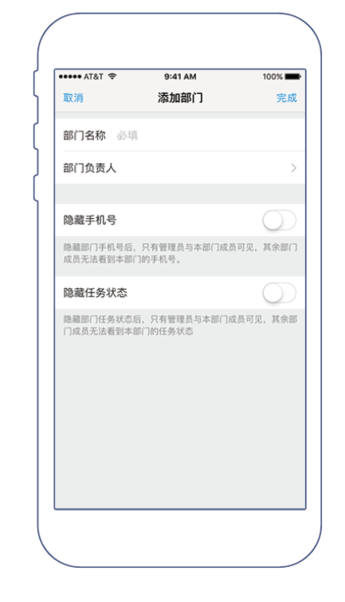 AT&T 9:41 AM 100%
取消 添加部门 完成
部门名称 必填
部门负责人
隐藏手机号
隐藏部门手机号后，只有管理员与本部门成员可见，其余部门
成员无法看到本部门的手机号。
隐藏任务状态
隐藏部门任务状态后，只有管理员与本部门成员可见，其余部
门成员无法看到本部门的任务状态